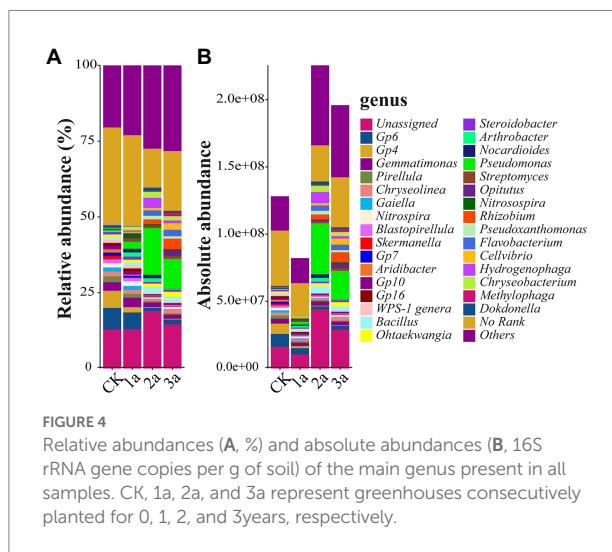 A
B
Relative abundance (%)
100
75
50
25
0
CK 1a 2a 3a
Absolute abundance
2.0e+08
1.5e+08
1.0e+08
5.0e+07
0.0e+00
CK 1a 2a 3a
genus
Unassigned
Gp6
Gp4
Gemmatimonas
Pirellula
Chryseolinea
Gaiella
Nitrospira
Blastopirellula
Skermanella
Gp7
Aridibacter
Gp10
Gp16
WPS-1 genera
Bacillus
Ohtaekwangia
Steroidobacter
Arthrobacter
Nocardioides
Pseudomonas
Streptomyces
Opitutus
Nitrosospira
Rhizobium
Pseudoxanthomonas
Flavobacterium
Cellvibrio
Hydrogenophaga
Chryseobacterium
Methylophaga
Dokdonella
No Rank
Others
FIGURE 4
Relative abundances (A, %) and absolute abundances (B, 16S
rRNA gene copies per g of soil) of the main genus present in all
samples. CK, 1a, 2a, and 3a represent greenhouses consecutively
planted for 0, 1, 2, and 3years, respectively.